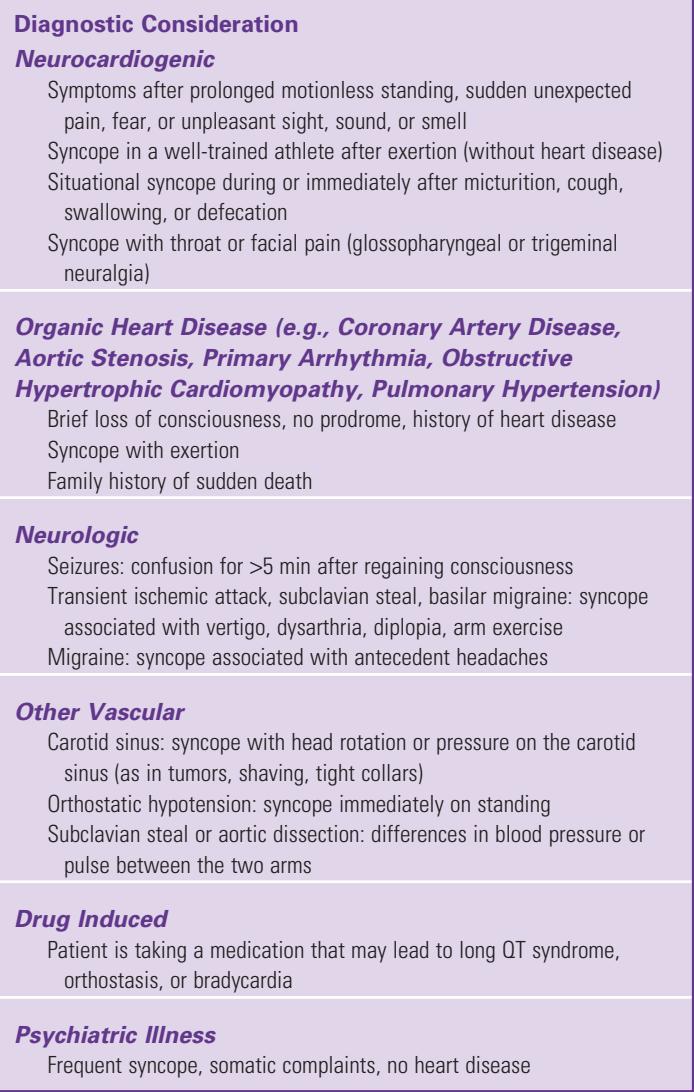 Diagnostic Consideration
Neurocardiogenic
Symptoms after prolonged motionless standing, sudden unexpected
pain, fear, or unpleasant sight, sound, or smell
Syncope in a well-trained athlete after exertion (without heart disease)
Situational syncope during or immediately after micturition, cough,
swallowing, or defecation
Syncope with throat or facial pain (glossopharyngeal or trigeminal
neuralgia)
Organic Heart Disease (e.g., Coronary Artery Disease,
Aortic Stenosis, Primary Arrhythmia, Obstructive
Hypertrophic Cardiomyopathy, Pulmonary Hypertension)
Brief loss of consciousness, no prodrome, history of heart disease
Syncope with exertion
Family history of sudden death
Neurologic
Seizures: confusion for >5 min after regaining consciousness
Transient ischemic attack, subclavian steal, basilar migraine: syncope
associated with vertigo, dysarthria, diplopia, arm exercise
Migraine: syncope associated with antecedent headaches
Other Vascular
Carotid sinus: syncope with head rotation or pressure on the carotid
sinus (as in tumors, shaving, tight collars)
Orthostatic hypotension: syncope immediately on standing
Subclavian steal or aortic dissection: differences in blood pressure or
pulse between the two arms
Drug Induced
Patient is taking a medication that may lead to long QT syndrome,
orthostasis, or bradycardia
Psychiatric Illness
Frequent syncope, somatic complaints, no heart disease